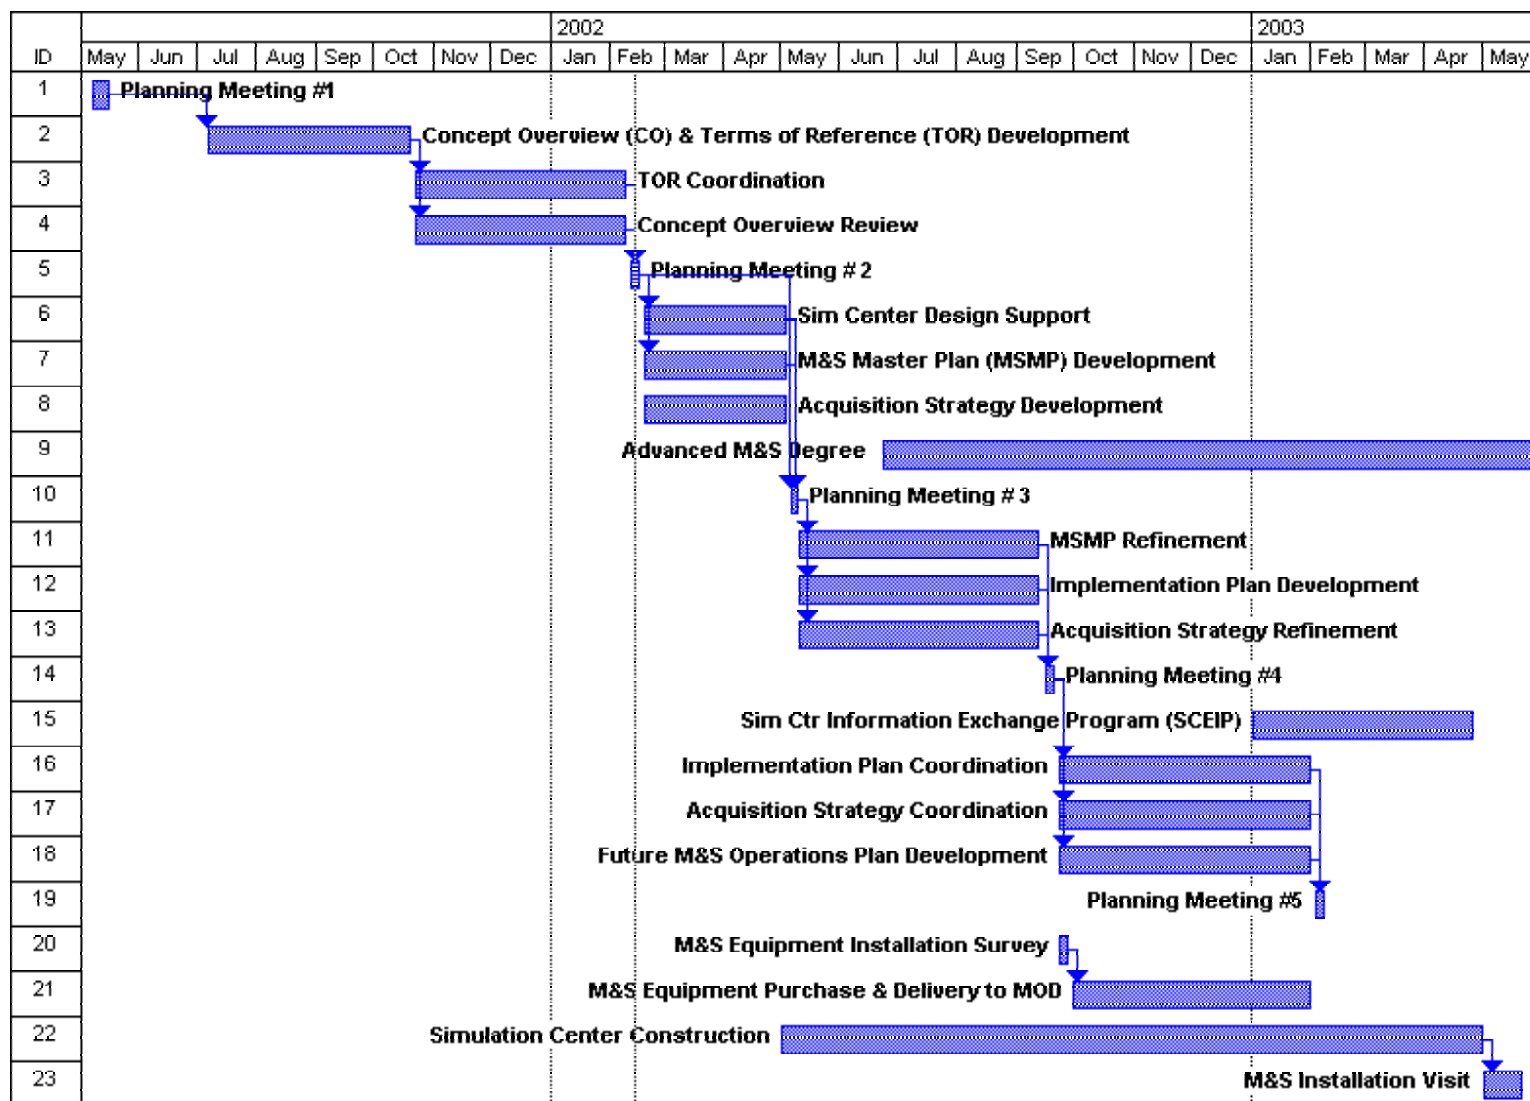 2002 2003
ID May Jun Jul Aug Sep Oct Nov Dec Jan Feb Mar Apr May Jun Jul Aug Sep Oct Nov Dec Jan Feb Mar Apr May
1 Planning Meeting #1
2 Concept Overview (CO) & Terms of Reference (TOR) Development
3 TOR Coordination
4 Concept Overview Review
5 Planning Meeting # 2
6 Sim Center Design Support
7 M&S Master Plan (MSMP) Development
8 Acquisition Strategy Development
9 Advanced M&S Degree
10 Planning Meeting # 3
11 MSMP Refinement
12 Implementation Plan Development
13 Acquisition Strategy Refinement
14 Planning Meeting #4
15 Sim Ctr Information Exchange Program (SCEIP)
16 Implementation Plan Coordination
17 Acquisition Strategy Coordination
18 Future M&S Operations Plan Development
19 Planning Meeting #5
20 M&S Equipment Installation Survey
21 M&S Equipment Purchase & Delivery to MOD
22 Simulation Center Construction
23 M&S Installation Visit